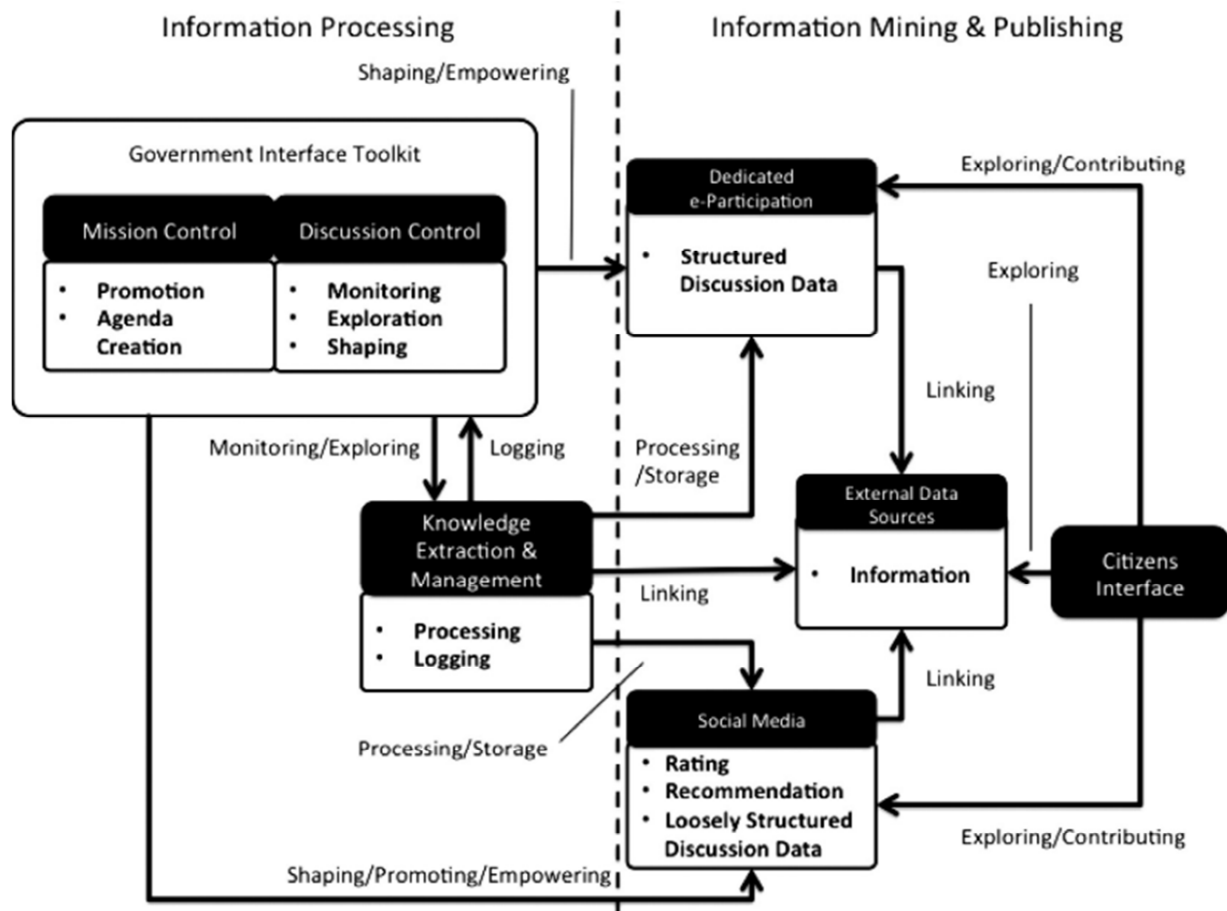 Information Processing
Information Mining & Publishing
Shaping/Empowering
Government Interface Toolkit
Mission Control
• Promotion
• Agenda
Creation
Discussion Control
• Monitoring
• Exploration
• Shaping
Dedicated
e-Participation
• Structured
Discussion Data
Exploring/Contributing
Exploring
Linking
Monitoring/Exploring
Logging
Processing
/Storage
Knowledge
Extraction &
Management
• Processing
• Logging
Linking
External Data
Sources
• Information
Citizens
Interface
Linking
Processing/Storage
Social Media
• Rating
• Recommendation
• Loosely Structured
Discussion Data
Exploring/Contributing
Shaping/Promoting/Empowering